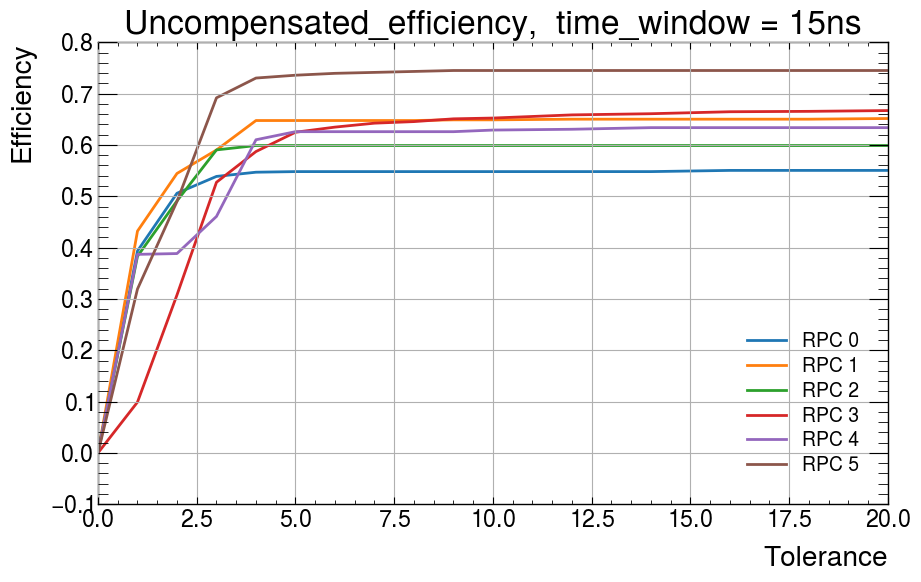 Uncompensated_efficiency, time_window = 15ns
Efficiency
0.8
0.7
0.6
0.5
0.4
0.3
0.2
0.1
0.0
−0.1
0.0 2.5 5.0 7.5 10.0 12.5 15.0 17.5 20.0
Tolerance
RPC 0
RPC 1
RPC 2
RPC 3
RPC 4
RPC 5